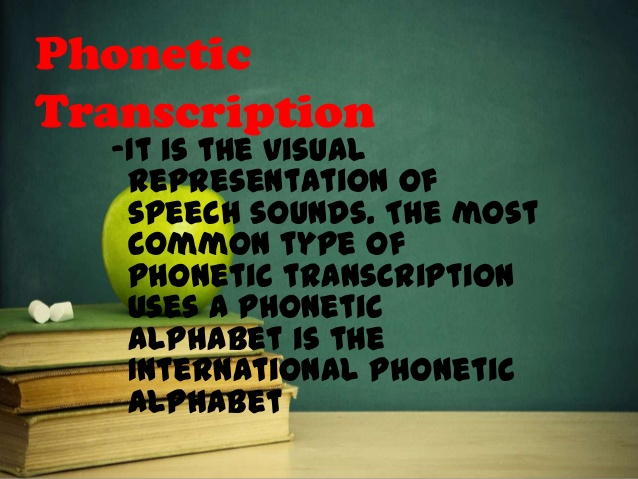 Phonetic
Transcription
-IT IS THE VISUAL
REPRESENTATION OF
SPEECH SOUNDS. THE MOST
COMMON TYPE OF
PHONETIC TRANSCRIPTION
USES A PHONETIC
ALPHABET IS THE
INTERNATIONAL PHONETIC
ALPHABET